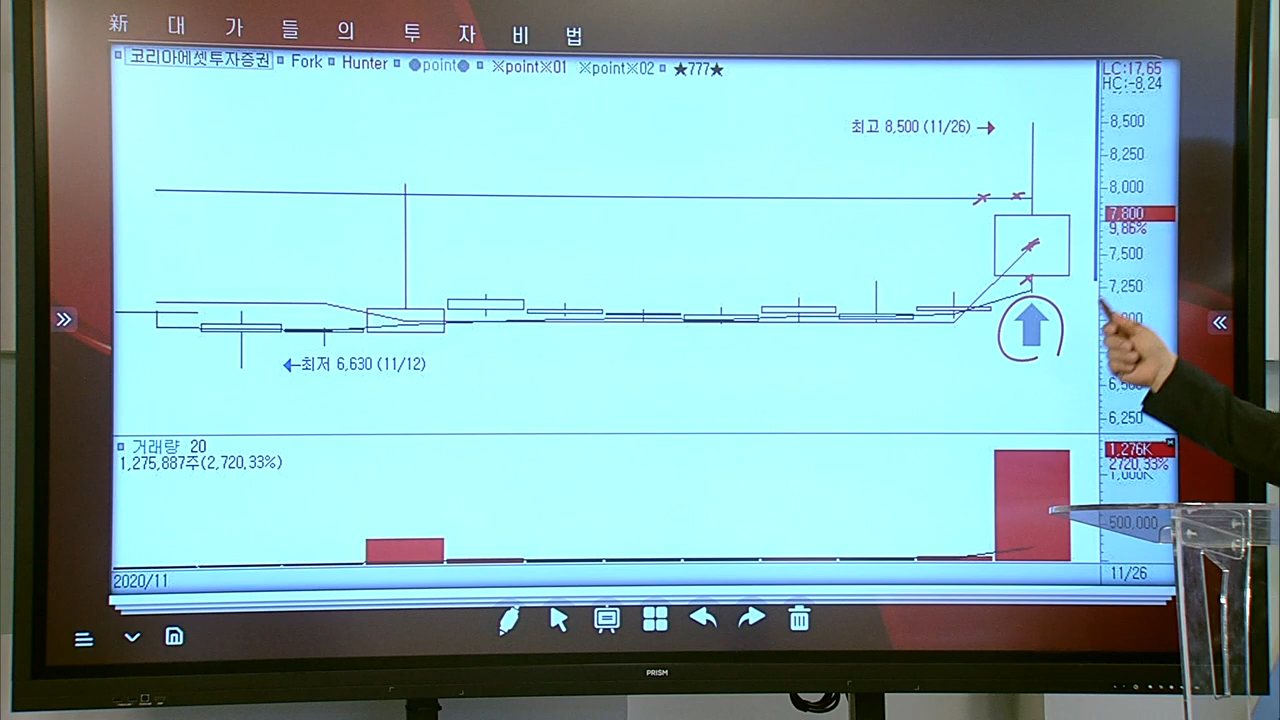 新 대 가 들 의 투 자 비 법
코리아에셋투자증권 Fork Hunter ●point● ※point※01 ※point※02 ★777★
LC:17,65
HC:-8,24
최고 8,500 (11/26)
8,500
8,250
8,000
7,800
9,86%
7,500
7,250
최저 6,630 (11/12)
6,250
거래량 20
1,275,887주(2,720,33%)
1,276K
2720,33%
500,000
2020/11
11/26
PRISM